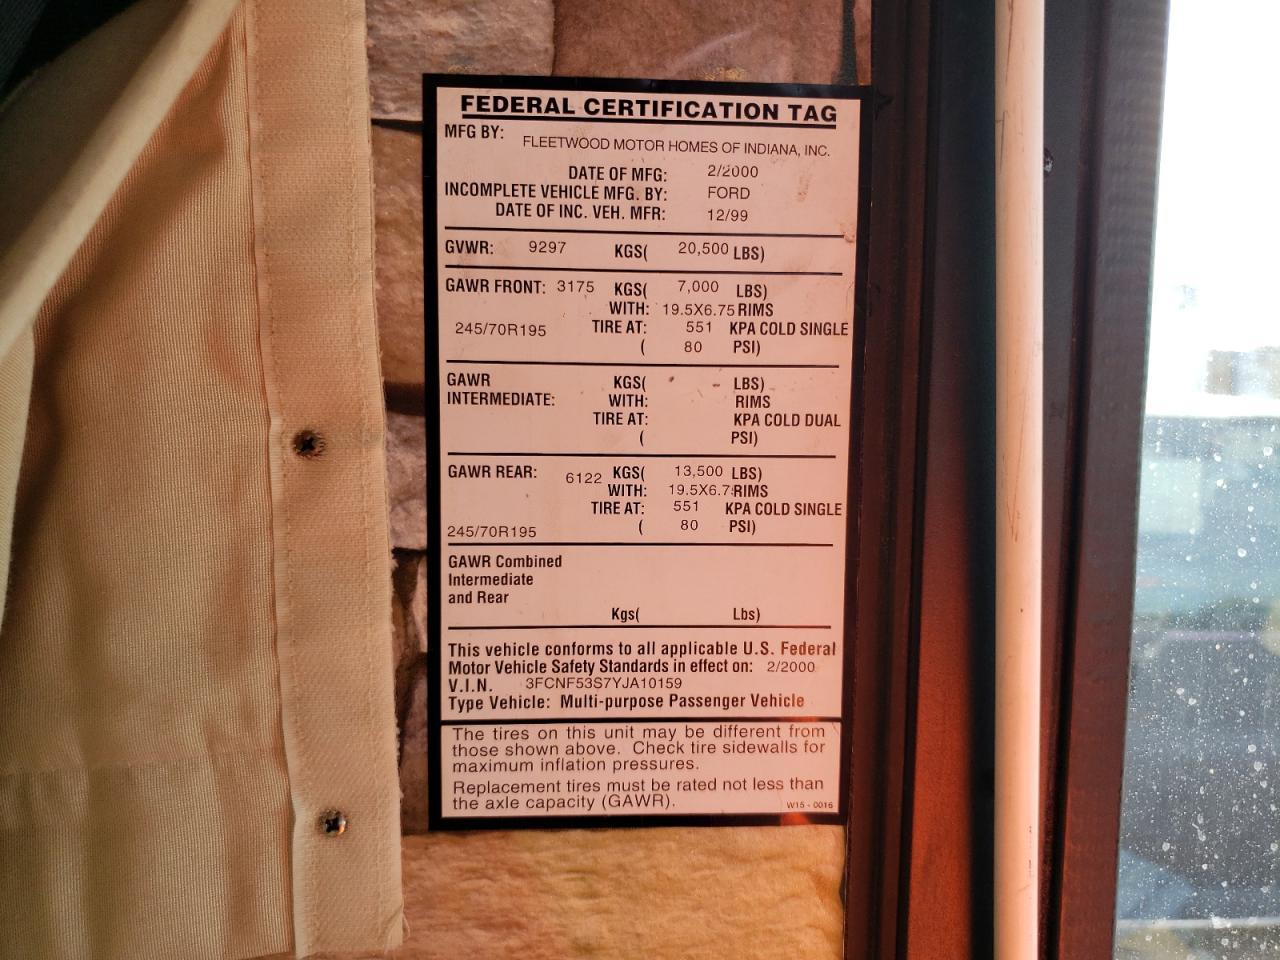 FEDERAL CERTIFICATION TAG
MFG BY: FLEETWOOD MOTOR HOMES OF INDIANA, INC.
DATE OF MFG: 2/2000
INCOMPLETE VEHICLE MFG. BY: FORD
DATE OF INC. VEH. MFR: 12/99
GVWR: 9297 KGS( 20,500 LBS)
GAWR FRONT: 3175 KGS( 7,000 LBS)
WITH: 19.5X6.75 RIMS
245/70R195 TIRE AT: 551 KPA COLD SINGLE
( 80 PSI)
GAWR KGS( - LBS)
INTERMEDIATE: WITH: RIMS
TIRE AT: KPA COLD DUAL
( PSI)
GAWR REAR: 6122 KGS( 13,500 LBS)
WITH: 19.5X6.7 RIMS
TIRE AT: 551 KPA COLD SINGLE
245/70R195 ( 80 PSI)
GAWR Combined
Intermediate
and Rear
Kgs( Lbs)
This vehicle conforms to all applicable U.S. Federal
Motor Vehicle Safety Standards in effect on: 2/2000
V.I.N. 3FCNF53S7YJA10159
Type Vehicle: Multi-purpose Passenger Vehicle
The tires on this unit may be different from
those shown above. Check tire sidewalls for
maximum inflation pressures.
Replacement tires must be rated not less than
the axle capacity (GAWR).
W15 - 0016